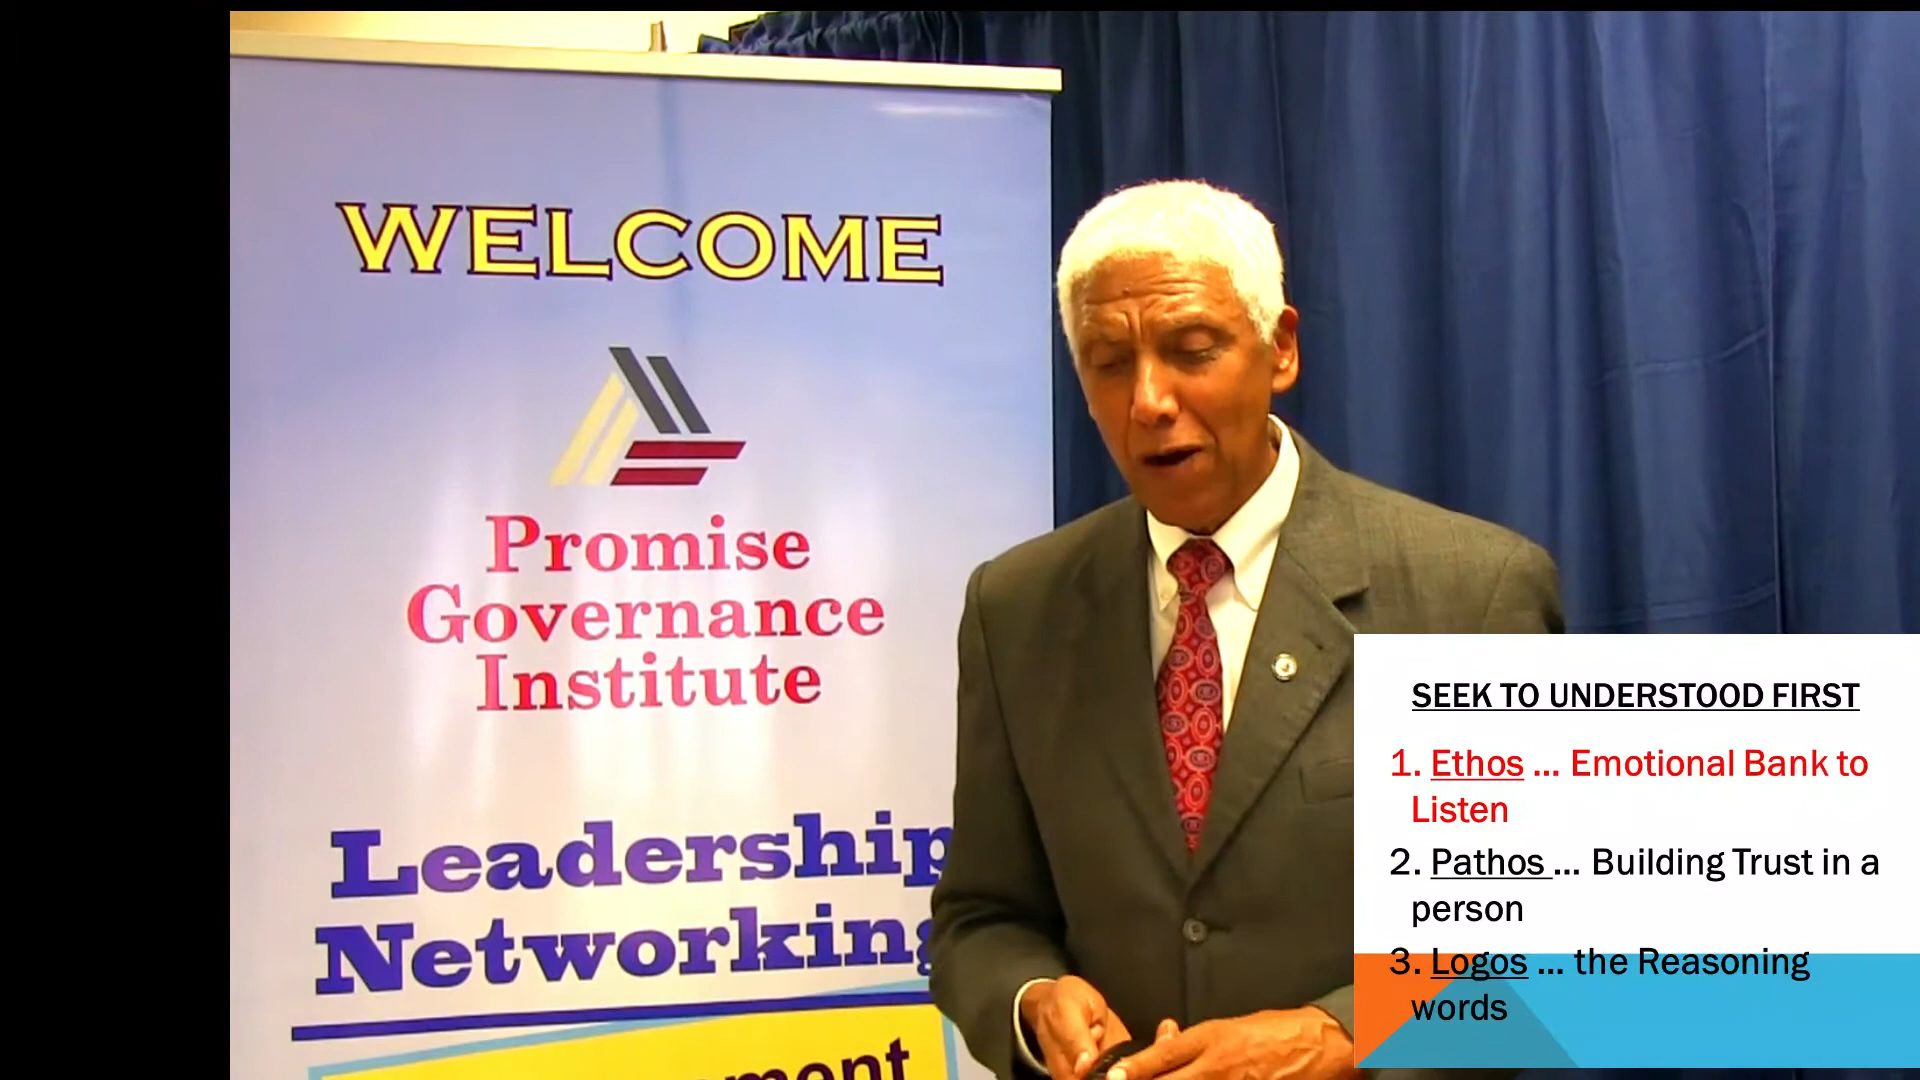 WELCOME
Promise
Governance
Institute
Leadership
Networking
SEEK TO UNDERSTOOD FIRST
1. Ethos ... Emotional Bank to
Listen
2. Pathos ... Building Trust in a
person
3. Logos ... the Reasoning
words